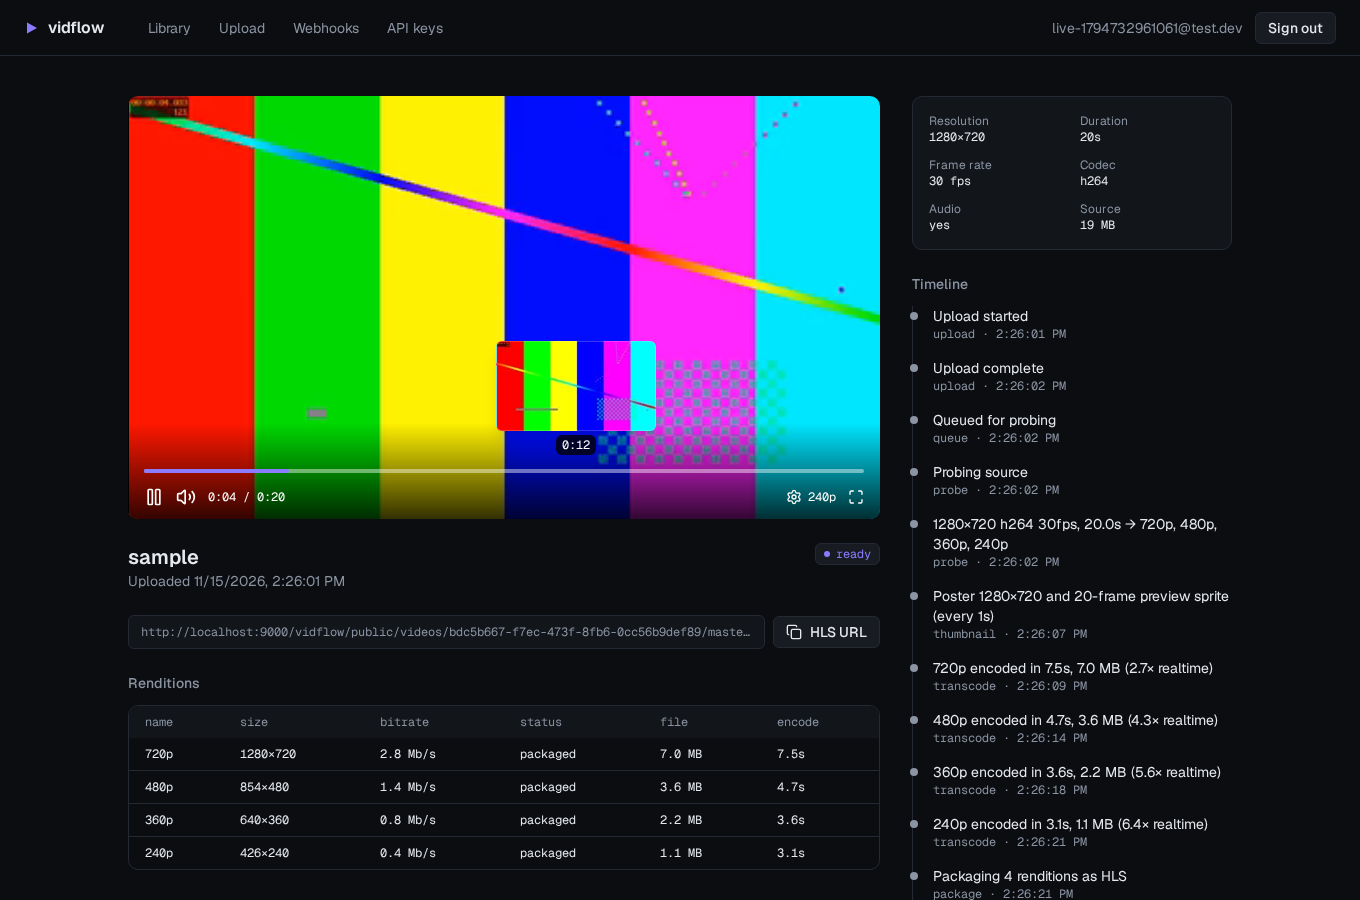 vidflow
Library
Upload
Webhooks
API keys
live-1794732961061@test.dev
Sign out
0:12
0:04 / 0:20
240p
sample
ready
Uploaded 11/15/2026, 2:26:01 PM
http://localhost:9000/vidflow/public/videos/bdc5b667-f7ec-473f-8fb6-0cc56b9def89/maste…
HLS URL
Renditions
name size bitrate status file encode
720p 1280×720 2.8 Mb/s packaged 7.0 MB 7.5s
480p 854×480 1.4 Mb/s packaged 3.6 MB 4.7s
360p 640×360 0.8 Mb/s packaged 2.2 MB 3.6s
240p 426×240 0.4 Mb/s packaged 1.1 MB 3.1s
Resolution Duration
1280×720 20s
Frame rate Codec
30 fps h264
Audio Source
yes 19 MB
Timeline
Upload started
upload · 2:26:01 PM
Upload complete
upload · 2:26:02 PM
Queued for probing
queue · 2:26:02 PM
Probing source
probe · 2:26:02 PM
1280×720 h264 30fps, 20.0s → 720p, 480p,
360p, 240p
probe · 2:26:02 PM
Poster 1280×720 and 20-frame preview sprite
(every 1s)
thumbnail · 2:26:07 PM
720p encoded in 7.5s, 7.0 MB (2.7× realtime)
transcode · 2:26:09 PM
480p encoded in 4.7s, 3.6 MB (4.3× realtime)
transcode · 2:26:14 PM
360p encoded in 3.6s, 2.2 MB (5.6× realtime)
transcode · 2:26:18 PM
240p encoded in 3.1s, 1.1 MB (6.4× realtime)
transcode · 2:26:21 PM
Packaging 4 renditions as HLS
package · 2:26:21 PM